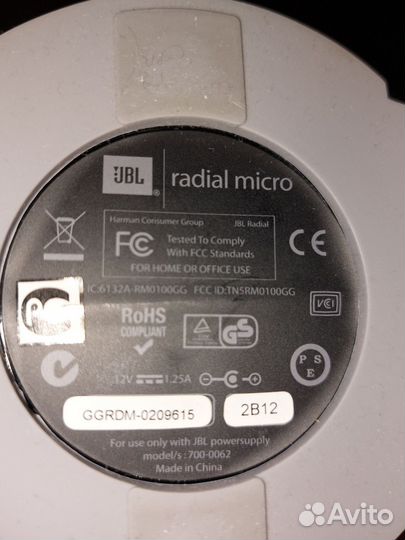 JBL ® radial micro
Harman Consumer Group JBL Radial
FC Tested To Comply
With FCC Standards
FOR HOME OR OFFICE USE
CE
IC:6132A-RM0100GG FCC ID:TN5RM0100GG
RoHS
COMPLIANT
GS
VCCI
PSE
12V 1.25A
GGRDM-0209615 2B12
For use only with JBL powersupply
model/s : 700-0062
Made in China
Avito